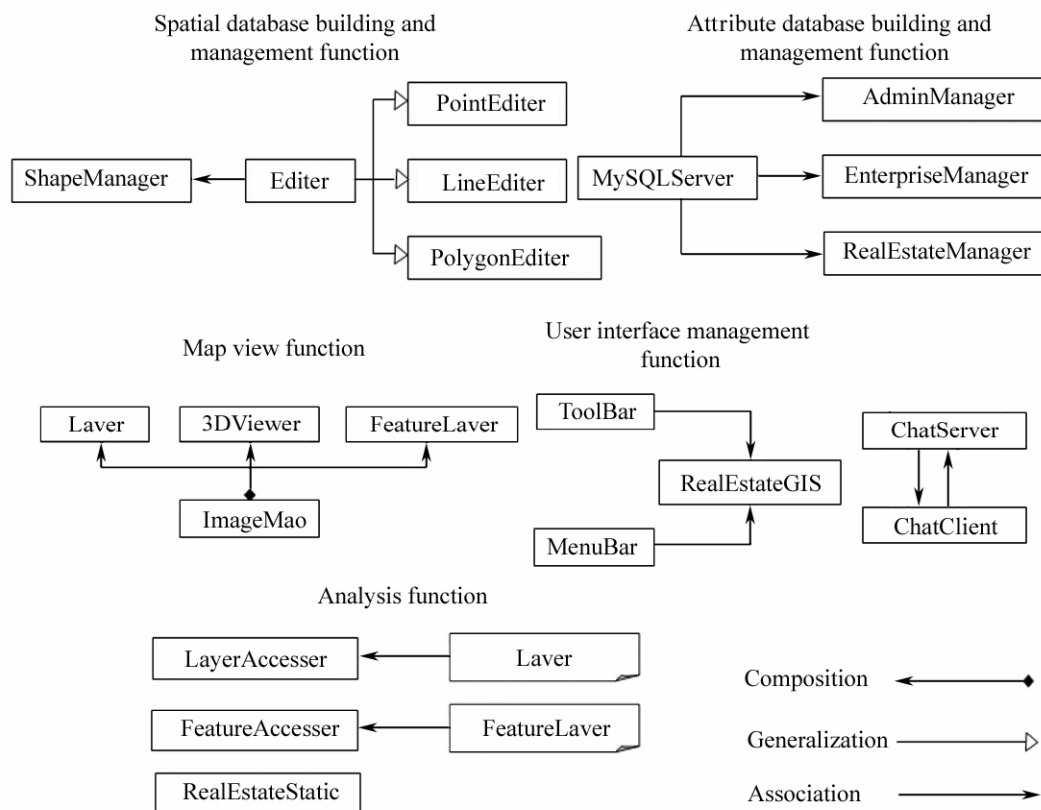 Spatial database building and
management function
Attribute database building and
management function
PointEditer
AdminManager
ShapeManager
Editer
LineEditer
MySQLServer
EnterpriseManager
PolygonEditer
RealEstateManager
Map view function
User interface management
function
Laver
3DViewer
FeatureLaver
ToolBar
ChatServer
RealEstateGIS
ImageMao
MenuBar
ChatClient
Analysis function
LayerAccesser
Laver
Composition
FeatureAccesser
FeatureLaver
Generalization
RealEstateStatic
Association